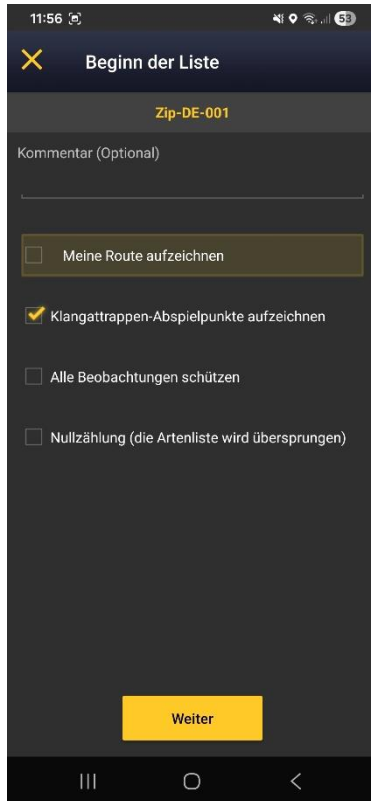 11:56
53
Beginn der Liste
Zip-DE-001
Kommentar (Optional)
Meine Route aufzeichnen
Klangattrappen-Abspielpunkte aufzeichnen
Alle Beobachtungen schützen
Nullzählung (die Artenliste wird übersprungen)
Weiter